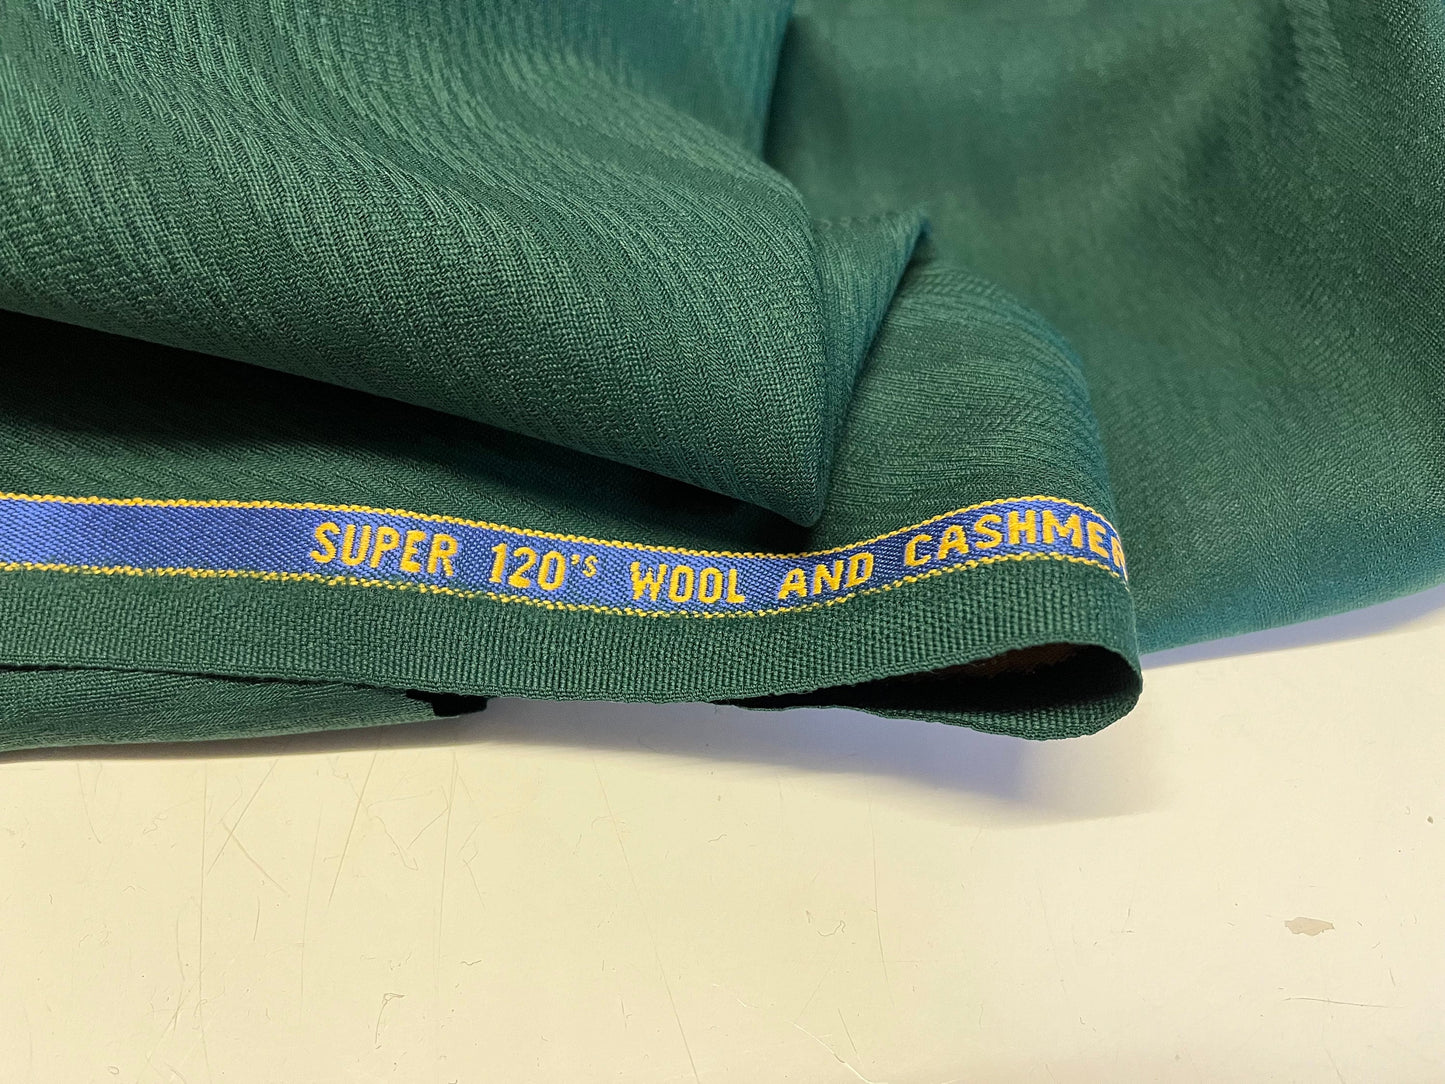 SUPER 120's WOOL AND CASHMER